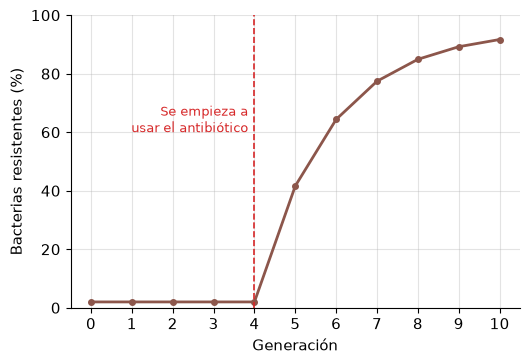 100
80
60
40
20
0
Bacterias resistentes (%)
Se empieza a
usar el antibiótico
0 1 2 3 4 5 6 7 8 9 10
Generación